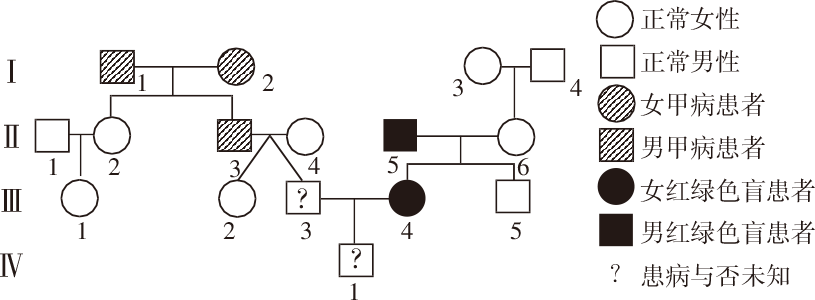 Ⅰ 1 2 3 4
Ⅱ 1 2 3 4 5 6
Ⅲ 1 2 ? 3 4 5
Ⅳ ? 1
正常女性
正常男性
女甲病患者
男甲病患者
女红绿色盲患者
男红绿色盲患者
? 患病与否未知